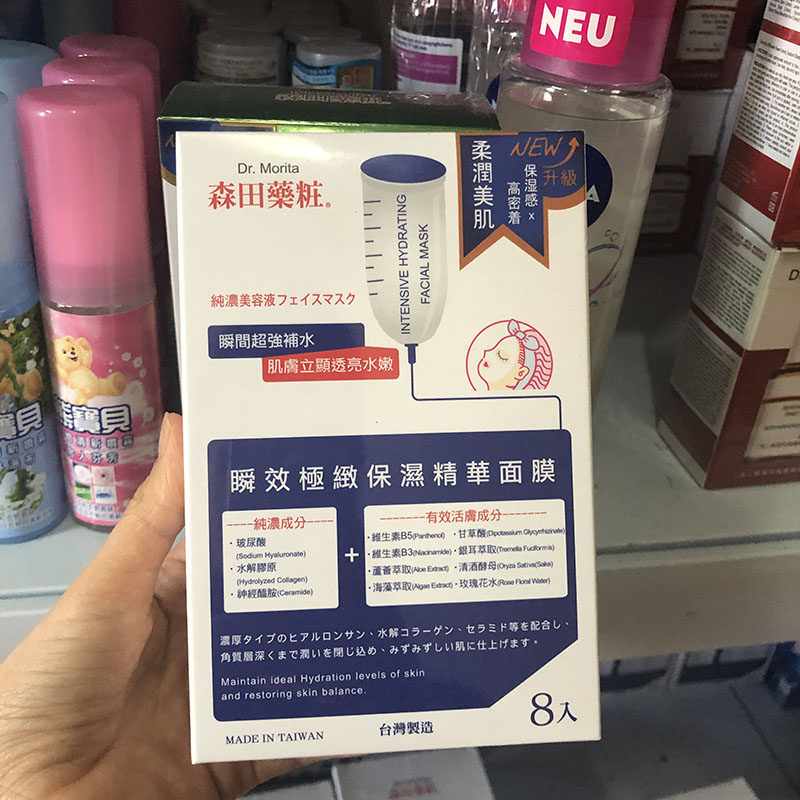 NEU
Dr. Morita
森田藥粧®
INTENSIVE HYDRATING
FACIAL MASK
柔潤美肌
NEW
升級
保湿感x
高密着
純濃美容液フェイスマスク
瞬間超強補水
肌膚立顯透亮水嫩
瞬效極緻保濕精華面膜
純濃成分
・玻尿酸
(Sodium Hyaluronate)
・水解膠原
(Hydrolyzed Collagen)
・神經醯胺(Ceramide)
+
有效活膚成分
・維生素B5(Panthenol) ・甘草酸(Dipotassium Glycyrrhizinate)
・維生素B3(Niacinamide) ・銀耳萃取(Tremella Fuciformis)
・蘆薈萃取(Aloe Extract) ・清酒酵母(Oryza Sativa(Sake)
・海藻萃取(Algae Extract) ・玫瑰花水(Rose Floral Water)
濃厚タイプのヒアルロンサン、水解コラーゲン、セラミド等を配合し、
角質層深くまで潤いを閉じ込め、みずみずしい肌に仕上げます。
Maintain ideal Hydration levels of skin
and restoring skin balance.
MADE IN TAIWAN
台灣製造
8入
寶貝